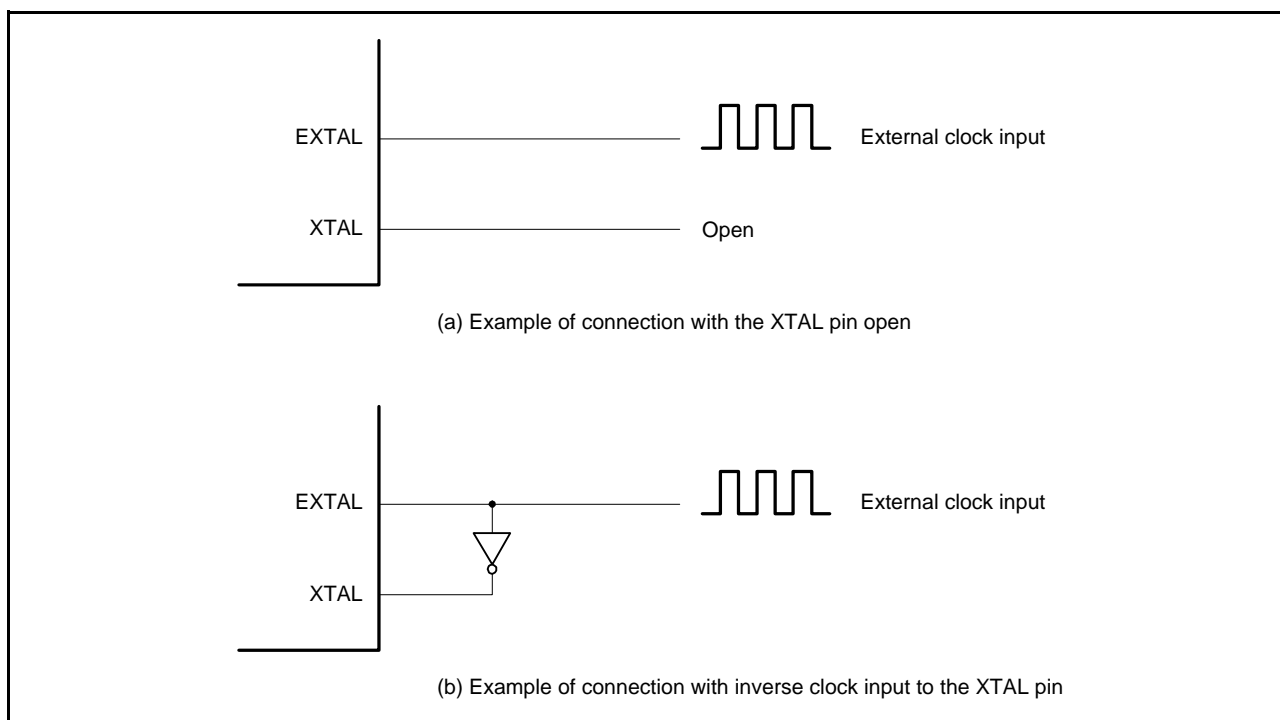 EXTAL
External clock input
XTAL
Open
(a) Example of connection with the XTAL pin open
EXTAL
External clock input
XTAL
(b) Example of connection with inverse clock input to the XTAL pin